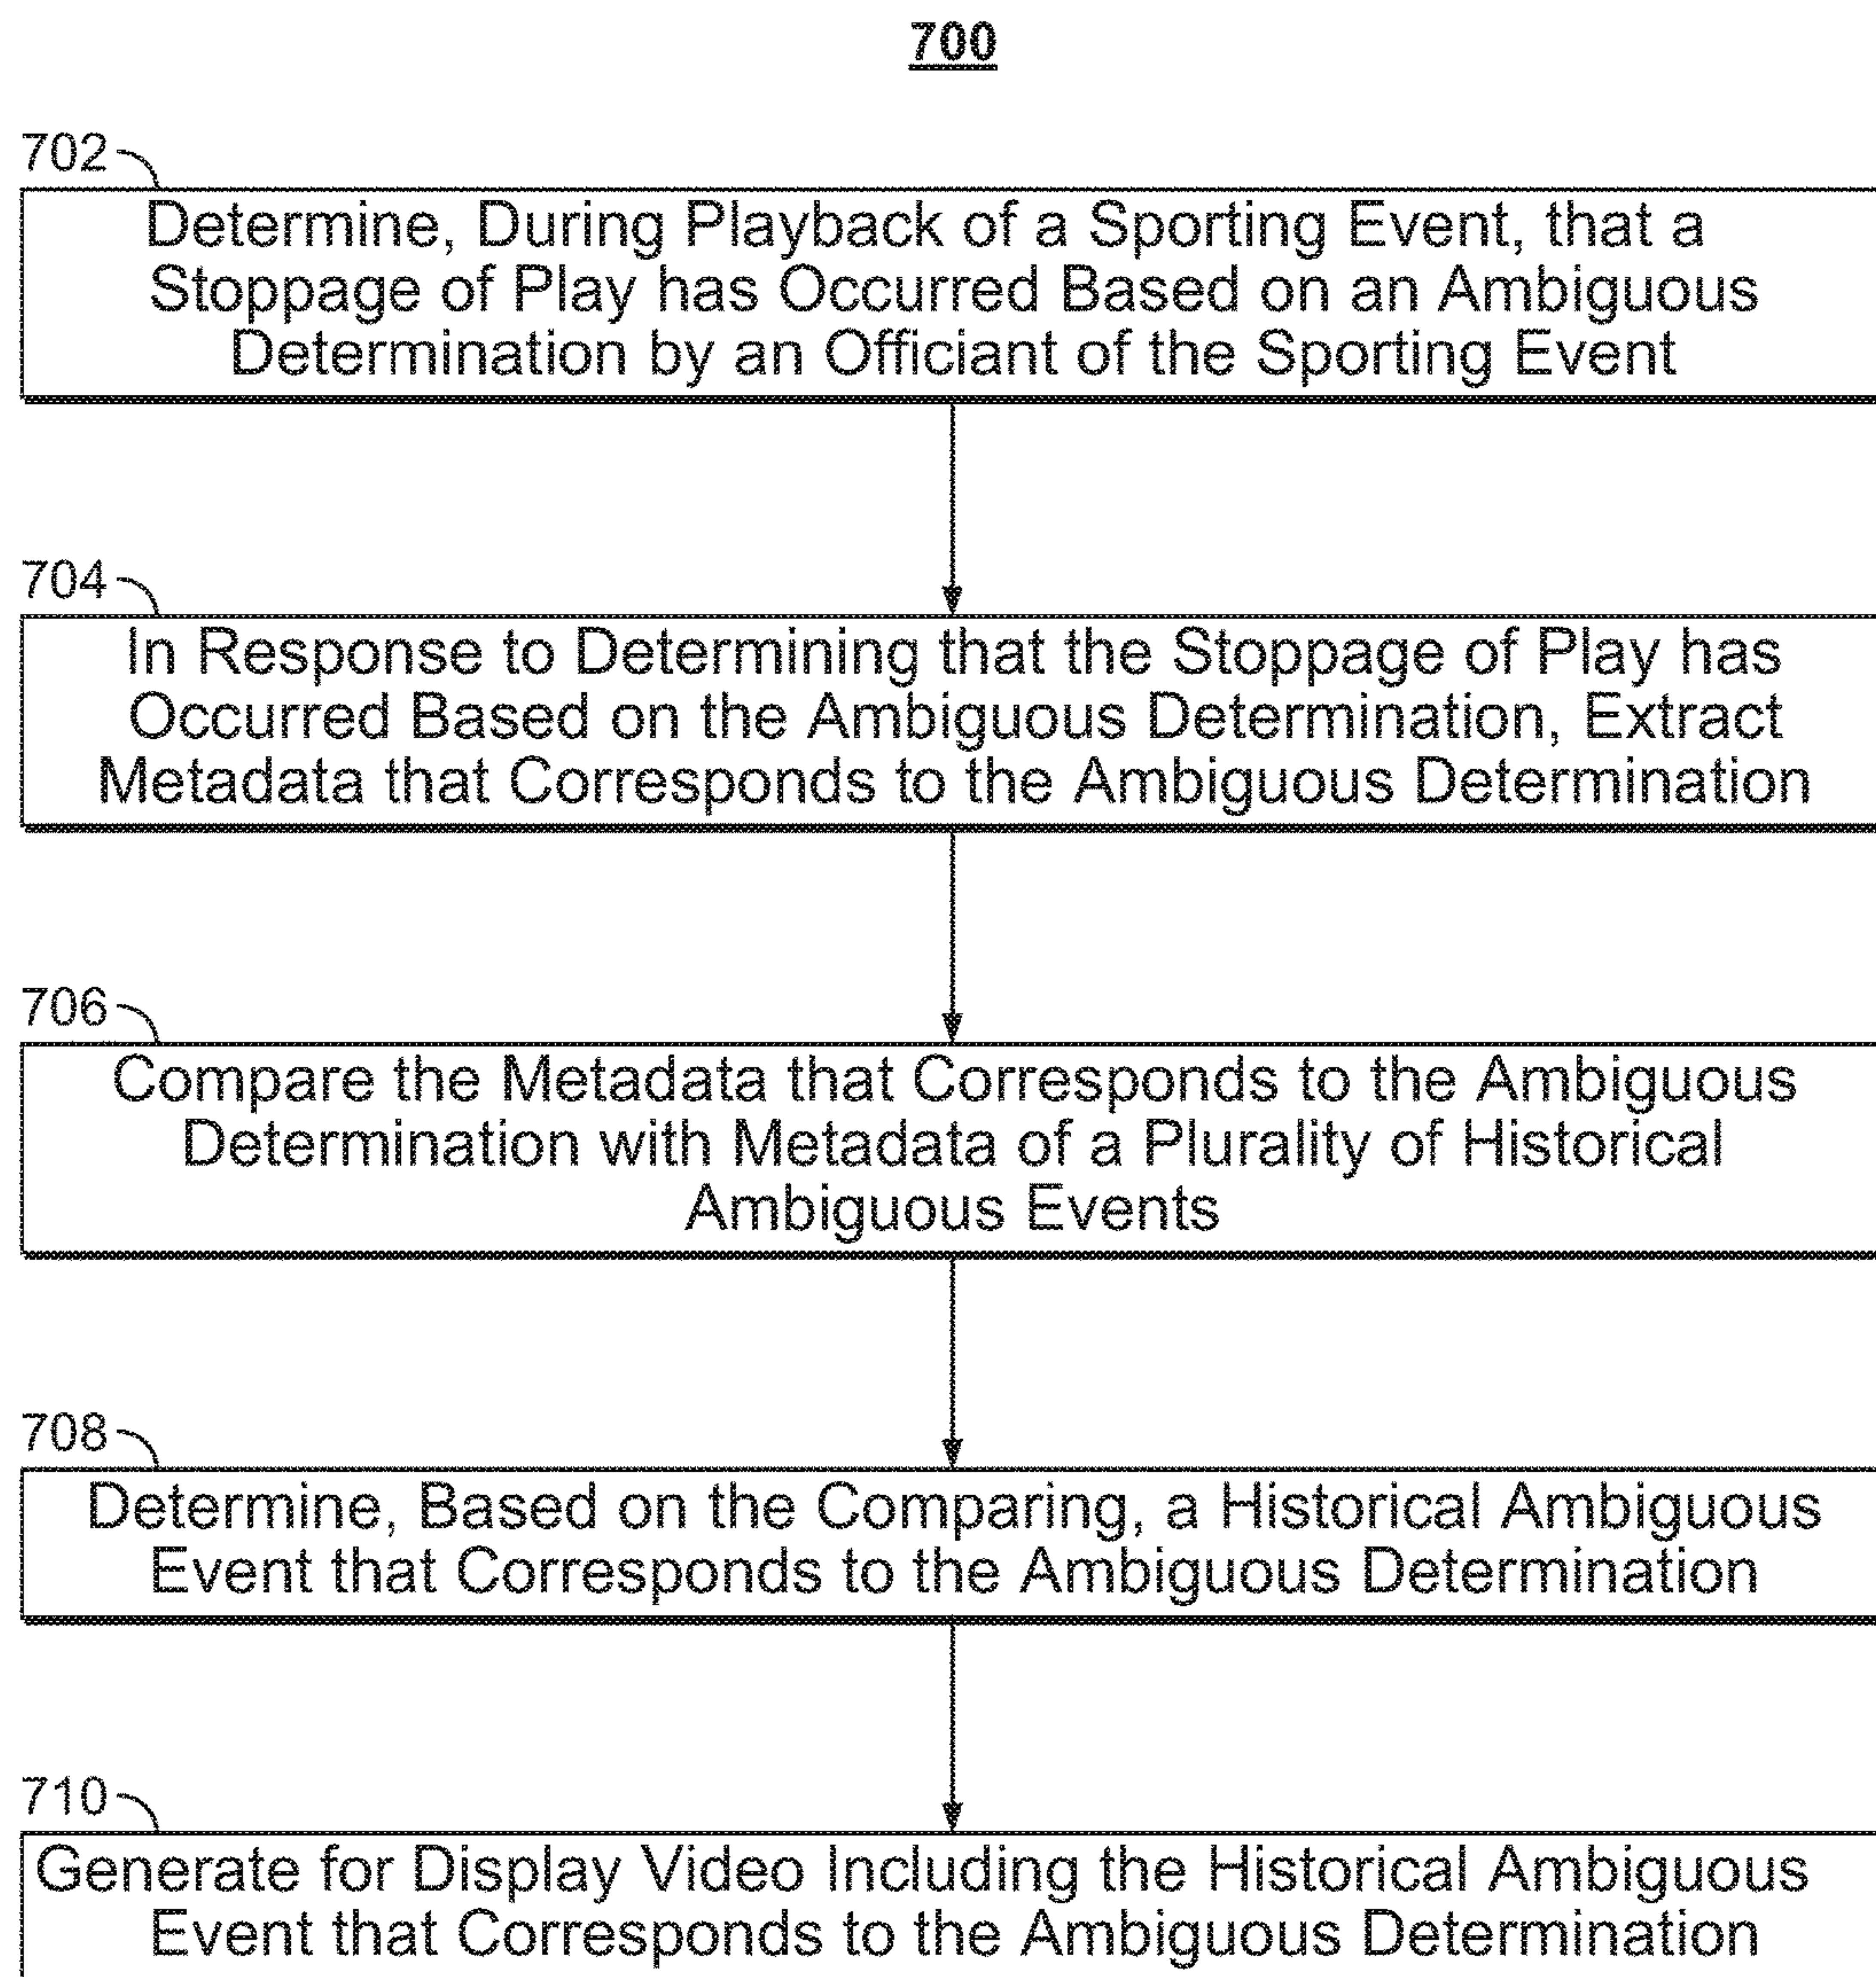 700
702
Determine, During Playback of a Sporting Event, that a
Stoppage of Play has Occurred Based on an Ambiguous
Determination by an Officiant of the Sporting Event
704
In Response to Determining that the Stoppage of Play has
Occurred Based on the Ambiguous Determination, Extract
Metadata that Corresponds to the Ambiguous Determination
706
Compare the Metadata that Corresponds to the Ambiguous
Determination with Metadata of a Plurality of Historical
Ambiguous Events
708
Determine, Based on the Comparing, a Historical Ambiguous
Event that Corresponds to the Ambiguous Determination
710
Generate for Display Video Including the Historical Ambiguous
Event that Corresponds to the Ambiguous Determination